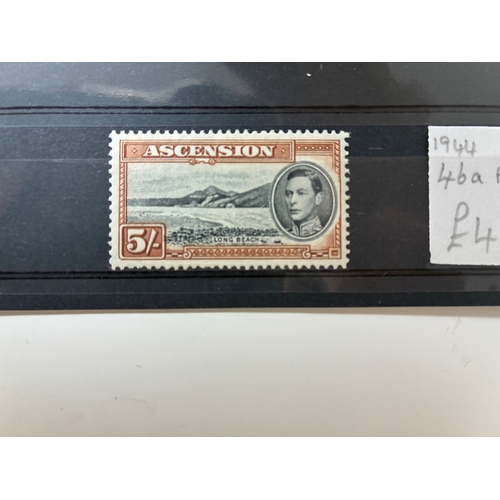 ASCENSION
5/-
LONG BEACH
1944
46a
£4